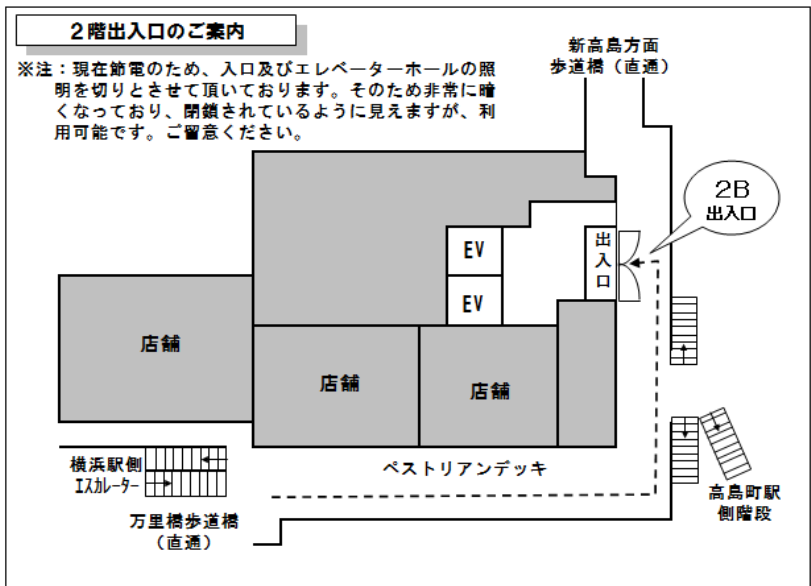 2階出入口のご案内
※注：現在節電のため、入口及びエレベーターホールの照
明を切りとさせて頂いております。そのため非常に暗
くなっており、閉鎖されているように見えますが、利
用可能です。ご留意ください。
新高島方面
歩道橋（直通）
2B
出入口
EV
出入口
EV
店舗
店舗
店舗
横浜駅側
エスカレーター
ペストリアンデッキ
高島町駅
側階段
万里橋歩道橋
（直通）